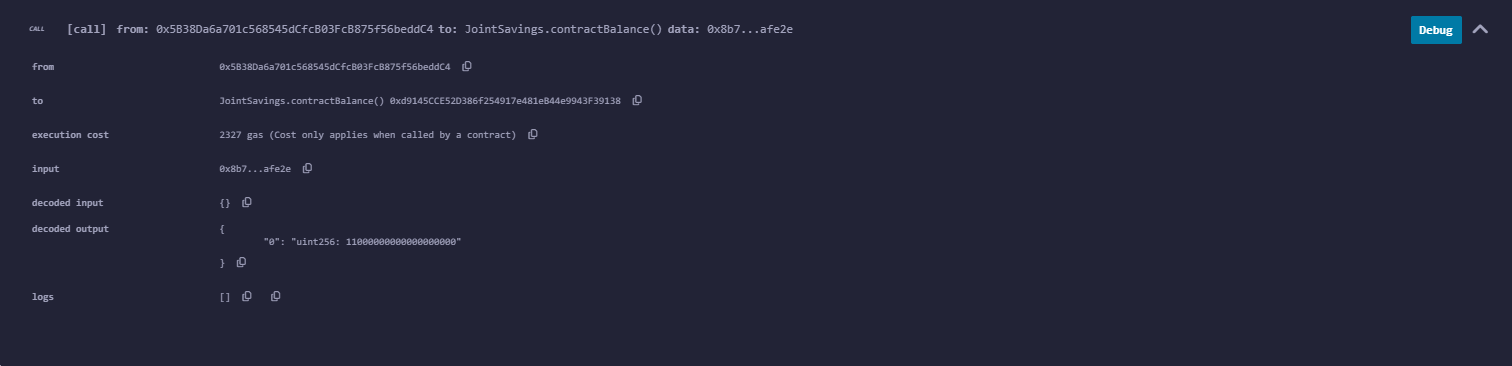 CALL [call] from: 0x5B38Da6a701c568545dCfcB03FcB875f56beddC4 to: JointSavings.contractBalance() data: 0x8b7...afe2e Debug
from 0x5B38Da6a701c568545dCfcB03FcB875f56beddC4
to JointSavings.contractBalance() 0xd9145CCE52D386f254917e481eB44e9943F39138
execution cost 2327 gas (Cost only applies when called by a contract)
input 0x8b7...afe2e
decoded input {}
decoded output {
"0": "uint256: 11000000000000000000"
}
logs []